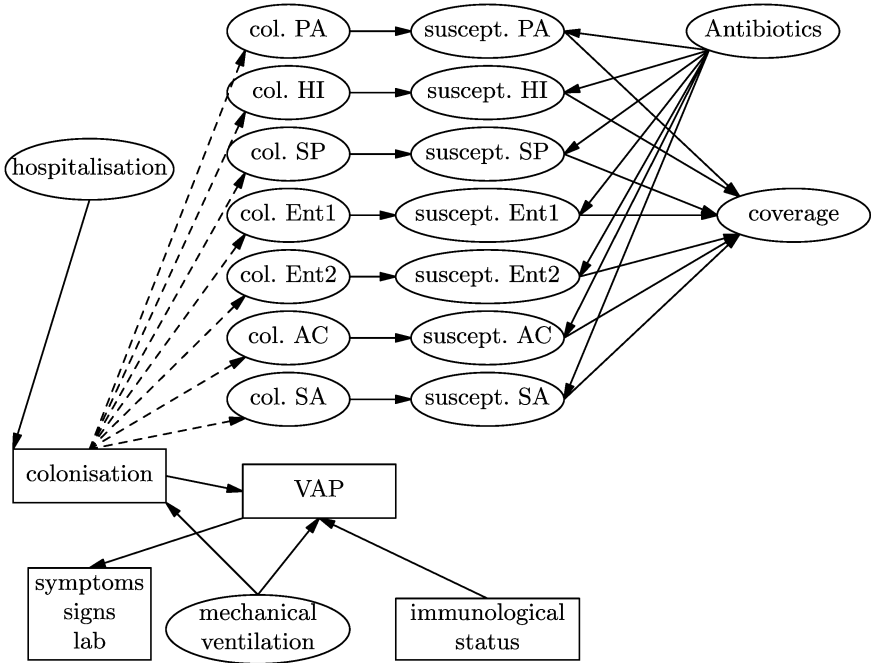 col. PA
suscept. PA
Antibiotics
col. HI
suscept. HI
col. SP
suscept. SP
hospitalisation
col. Ent1
suscept. Ent1
coverage
col. Ent2
suscept. Ent2
col. AC
suscept. AC
col. SA
suscept. SA
colonisation
VAP
symptoms
signs
lab
mechanical
ventilation
immunological
status